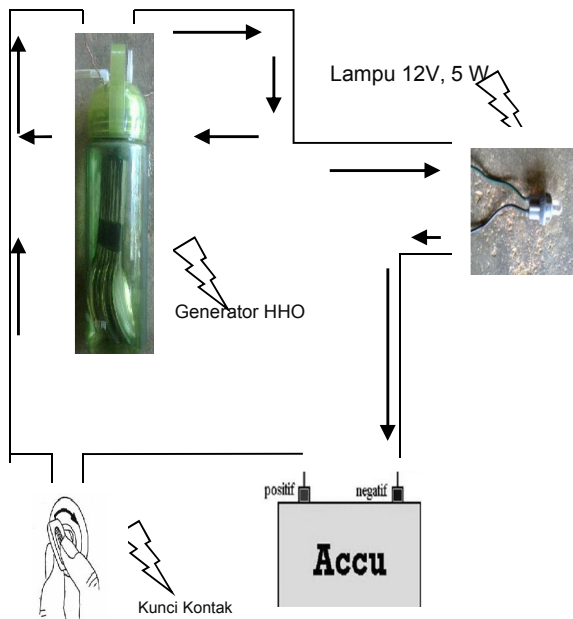 Lampu 12V, 5 W
Generator HHO
positif negatif
Accu
Kunci Kontak